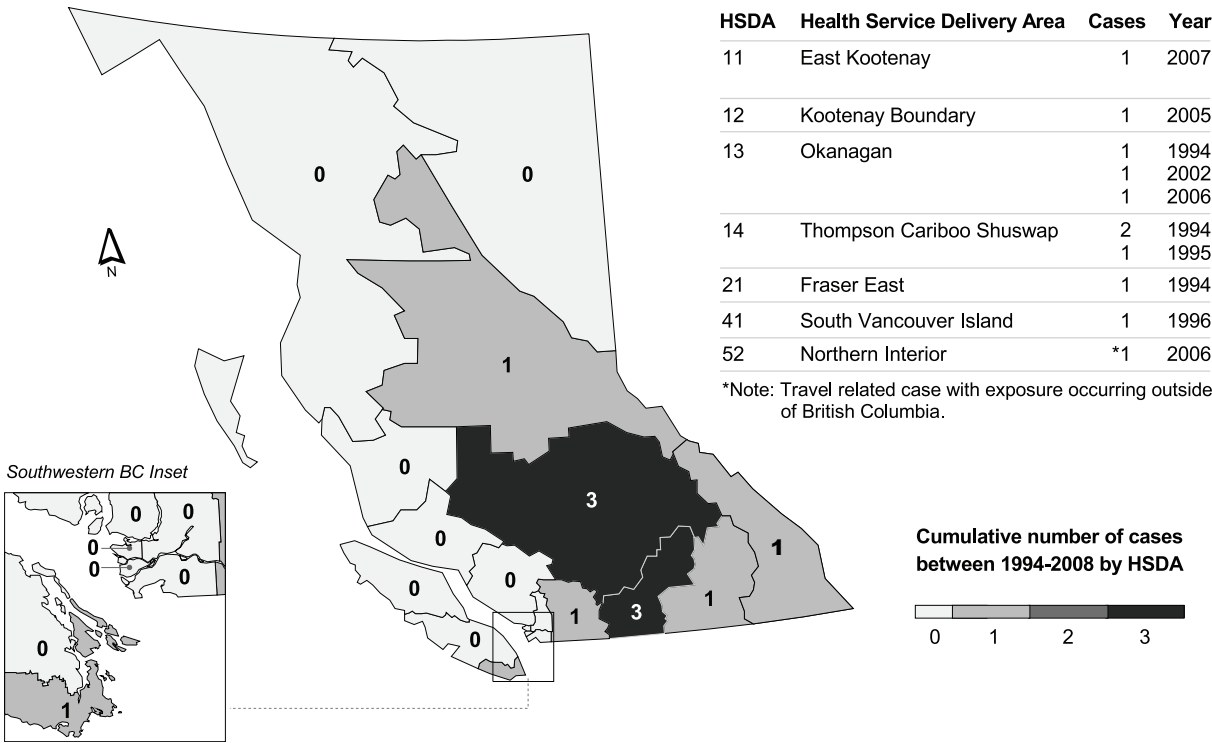 HSDA Health Service Delivery Area Cases Year
11 East Kootenay 1 2007
12 Kootenay Boundary 1 2005
13 Okanagan 1 1994
1 2002
1 2006
14 Thompson Cariboo Shuswap 2 1994
1 1995
21 Fraser East 1 1994
41 South Vancouver Island 1 1996
52 Northern Interior *1 2006
*Note: Travel related case with exposure occurring outside
of British Columbia.
0
0
N
1
0
3
0
0
0
1
3
1
1
0
Southwestern BC Inset
0
0
0
0
0
0
1
Cumulative number of cases
between 1994-2008 by HSDA
0 1 2 3